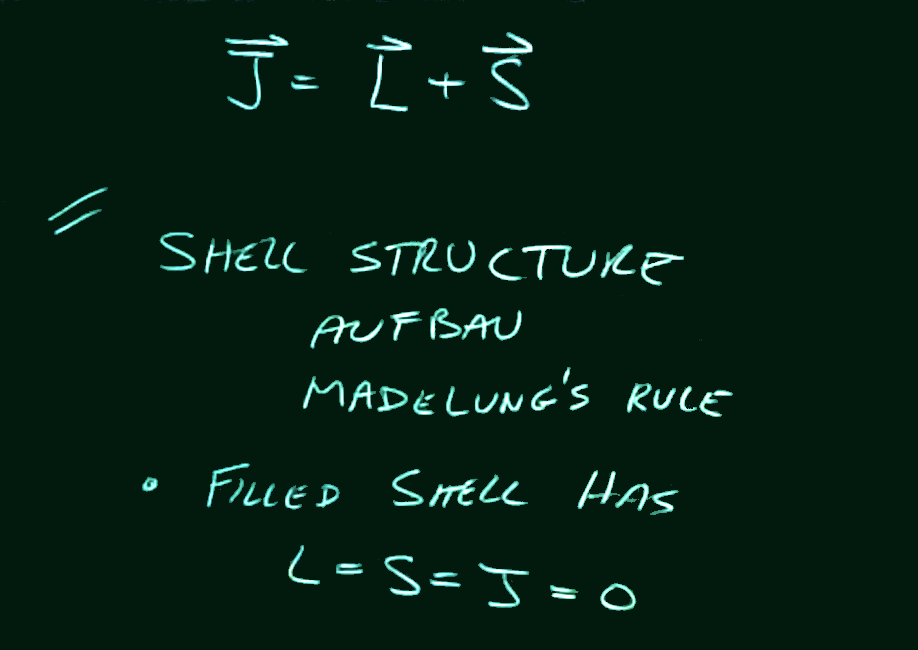 J⃗ = L⃗ + S⃗
SHELL STRUCTURE
AUFBAU
MADELUNG'S RULE
• FILLED SHELL HAS
L = S = J = 0